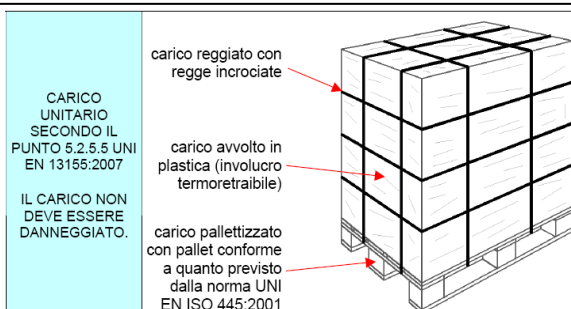 CARICO
UNITARIO
SECONDO IL
PUNTO 5.2.5.5 UNI
EN 13155:2007
IL CARICO NON
DEVE ESSERE
DANNEGGIATO.
carico reggiato con
regge incrociate
carico avvolto in
plastica (involucro
termoretraibile)
carico pallettizzato
con pallet conforme
a quanto previsto
dalla norma UNI
EN ISO 445:2001